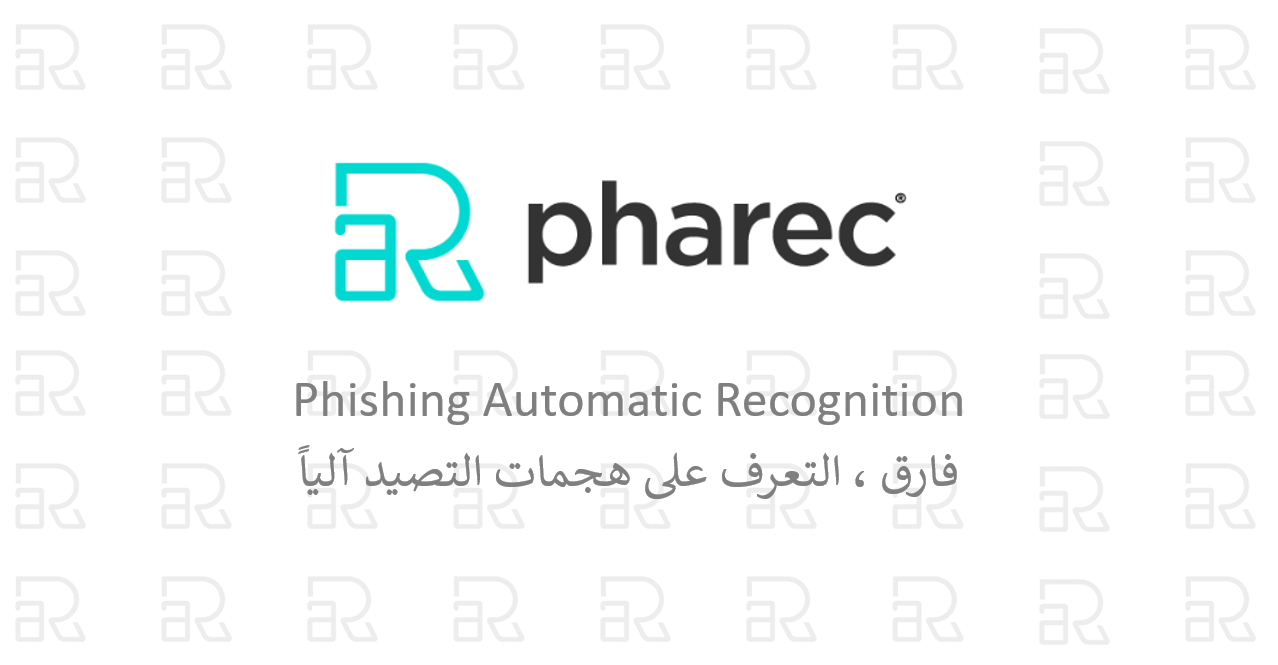 pharec®
Phishing Automatic Recognition
فارق ، التعرف على هجمات التصيد آلياً